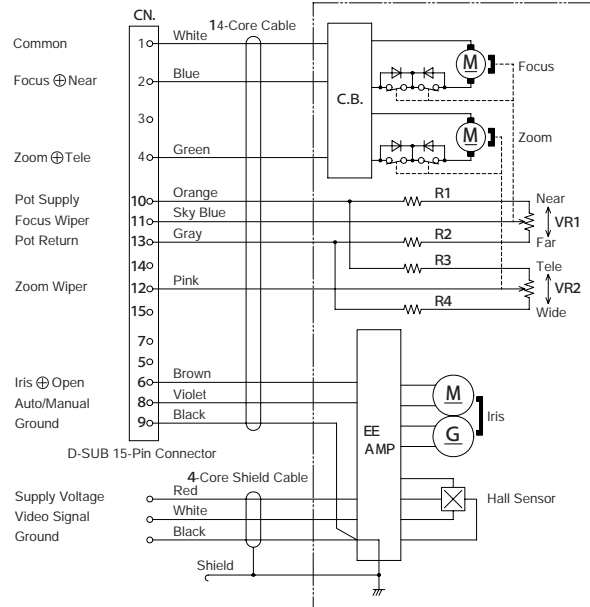 CN.
14-Core Cable
Common 1 White
Focus ⊕ Near 2 Blue
3
Zoom ⊕ Tele 4 Green
C.B.
M Focus
M Zoom
Pot Supply 10 Orange R1 Near
Focus Wiper 11 Sky Blue VR1
Pot Return 13 Gray R2 Far
14 R3 Tele
Zoom Wiper 12 Pink VR2
15 R4 Wide
7
5
Iris ⊕ Open 6 Brown
Auto/Manual 8 Violet
Ground 9 Black
EE
AMP
M
G
Iris
D-SUB 15-Pin Connector
4-Core Shield Cable
Supply Voltage Red
Video Signal White
Ground Black
Hall Sensor
Shield